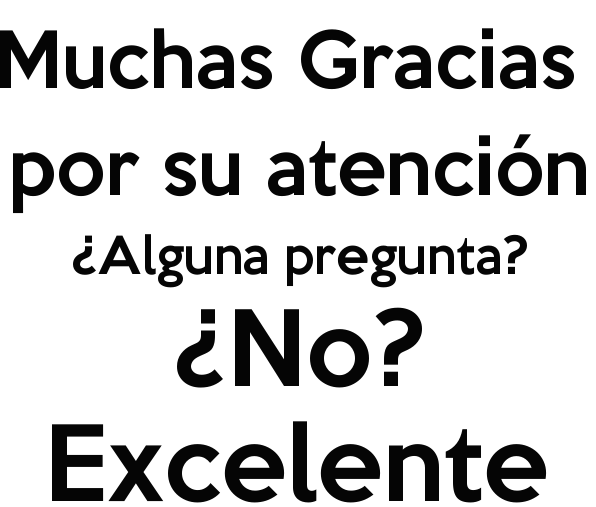 Muchas Gracias
por su atención
¿Alguna pregunta?
¿No?
Excelente